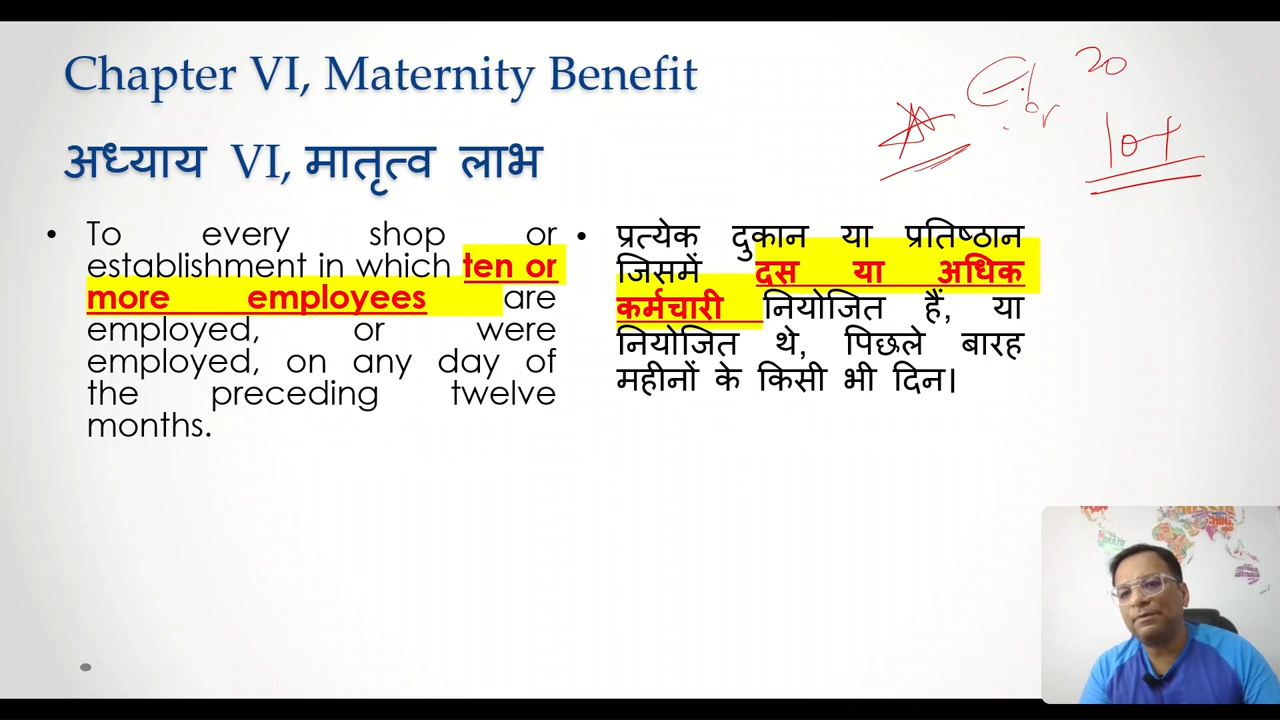 Chapter VI, Maternity Benefit
अध्याय VI, मातृत्व लाभ
• To every shop or
establishment in which ten or
more employees are
employed, or were
employed, on any day of
the preceding twelve
months.
• प्रत्येक दुकान या प्रतिष्ठान
जिसमें दस या अधिक
कर्मचारी नियोजित हैं, या
नियोजित थे, पिछले बारह
महीनों के किसी भी दिन।
20
10+